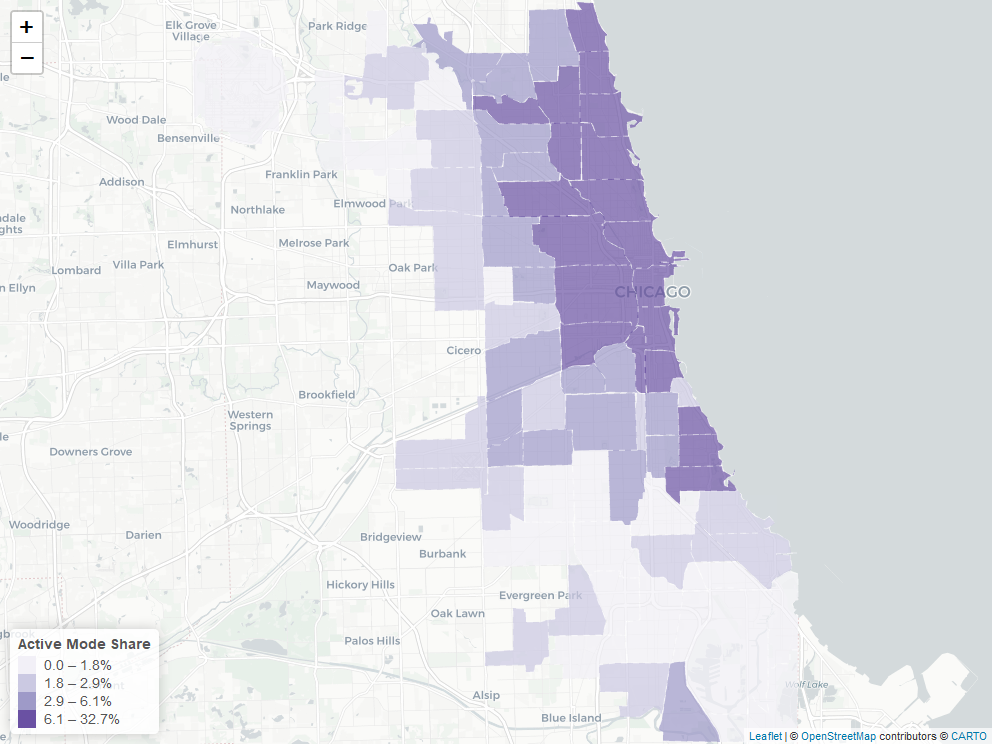 +
−
Elk Grove
Village
Park Ridge
Wood Dale
Bensenville
Addison
Franklin Park
Northlake
Elmwood Park
Elmhurst
Melrose Park
Lombard
Villa Park
Oak Park
Maywood
CHICAGO
Cicero
Brookfield
Western
Springs
Downers Grove
Woodridge
Darien
Bridgeview
Burbank
Hickory Hills
Evergreen Park
Oak Lawn
Palos Hills
Alsip
Wolf Lake
Blue Island
Active Mode Share
0.0 – 1.8%
1.8 – 2.9%
2.9 – 6.1%
6.1 – 32.7%
Leaflet | © OpenStreetMap contributors © CARTO